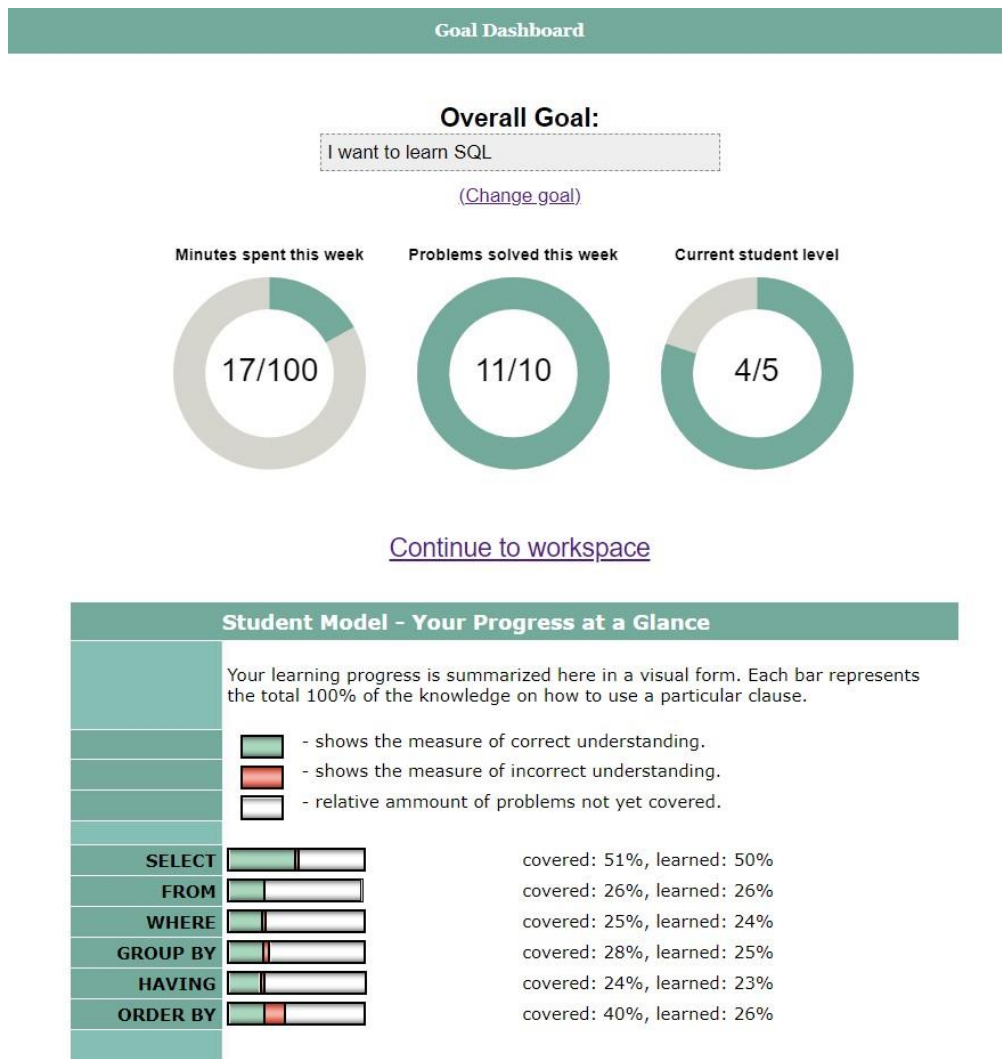 Goal Dashboard
Overall Goal:
I want to learn SQL
(Change goal)
Minutes spent this week
Problems solved this week
Current student level
17/100
11/10
4/5
Continue to workspace
Student Model - Your Progress at a Glance
Your learning progress is summarized here in a visual form. Each bar represents
the total 100% of the knowledge on how to use a particular clause.
- shows the measure of correct understanding.
- shows the measure of incorrect understanding.
- relative ammount of problems not yet covered.
SELECT covered: 51%, learned: 50%
FROM covered: 26%, learned: 26%
WHERE covered: 25%, learned: 24%
GROUP BY covered: 28%, learned: 25%
HAVING covered: 24%, learned: 23%
ORDER BY covered: 40%, learned: 26%